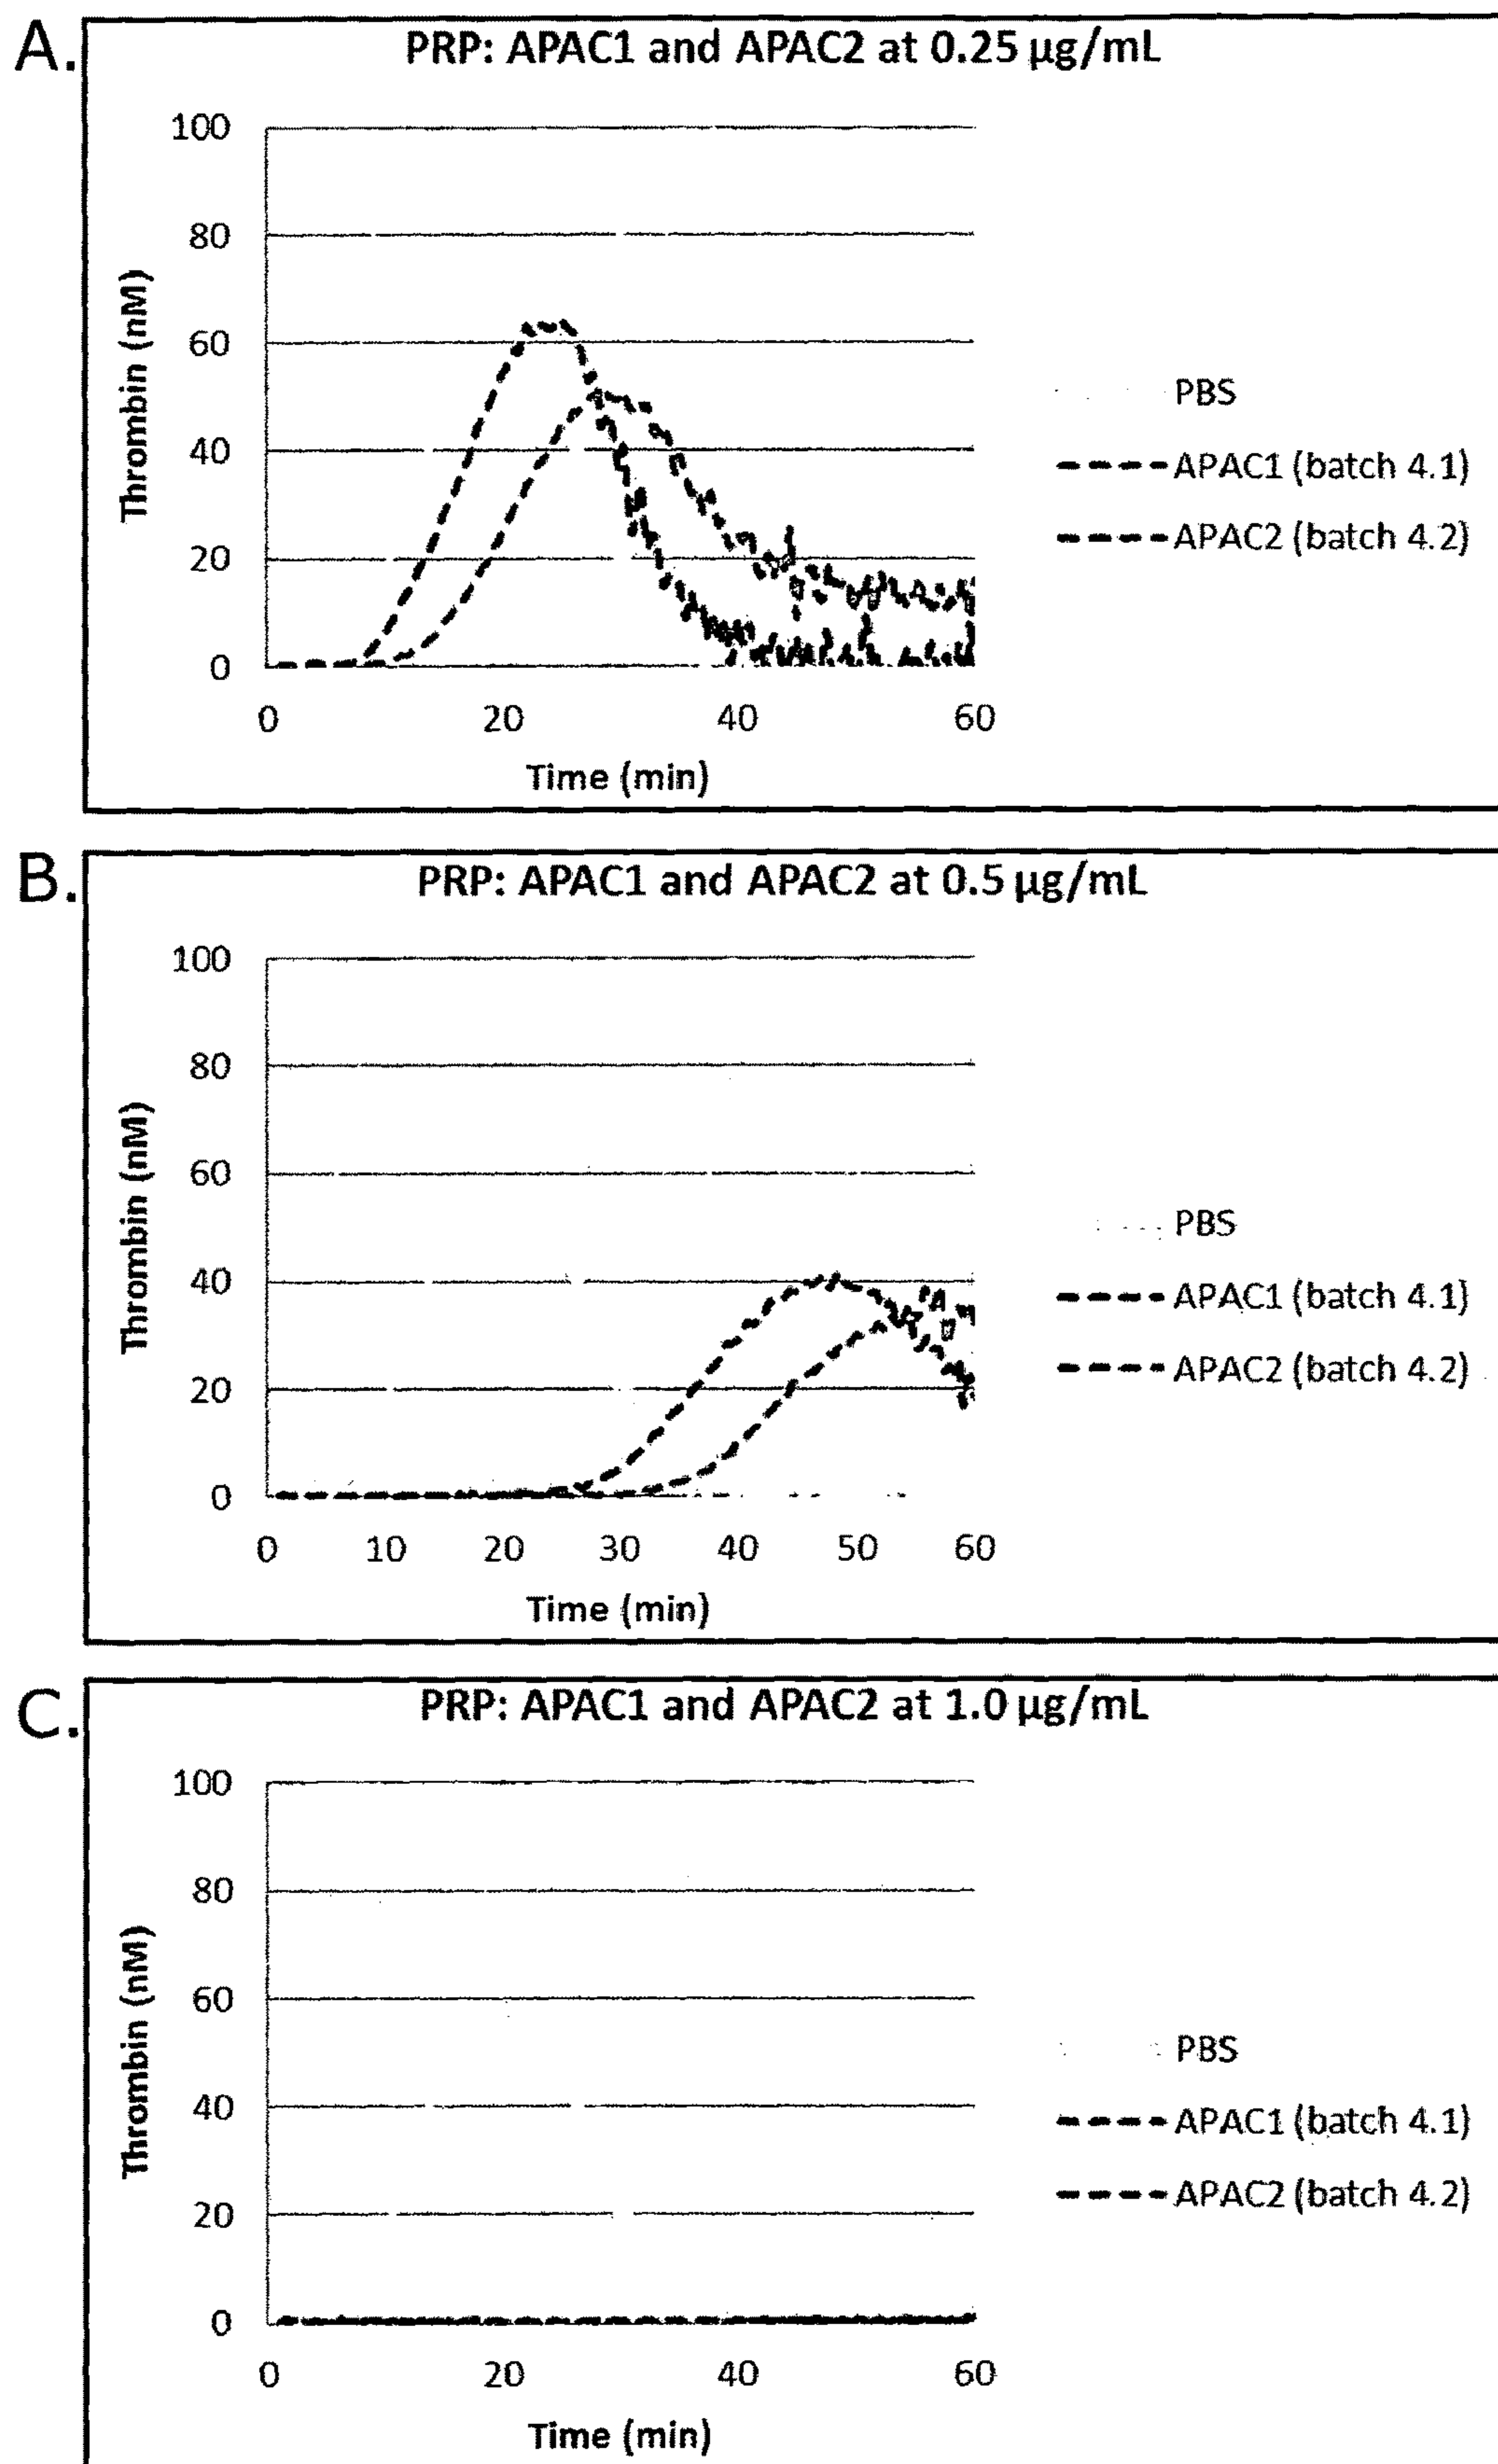 A.
PRP: APAC1 and APAC2 at 0.25 µg/mL
Thrombin (nM)
100
80
60
40
20
0
0 20 40 60
Time (min)
PBS
APAC1 (batch 4.1)
APAC2 (batch 4.2)
B.
PRP: APAC1 and APAC2 at 0.5 µg/mL
Thrombin (nM)
100
80
60
40
20
0
0 10 20 30 40 50 60
Time (min)
PBS
APAC1 (batch 4.1)
APAC2 (batch 4.2)
C.
PRP: APAC1 and APAC2 at 1.0 µg/mL
Thrombin (nM)
100
80
60
40
20
0
0 20 40 60
Time (min)
PBS
APAC1 (batch 4.1)
APAC2 (batch 4.2)